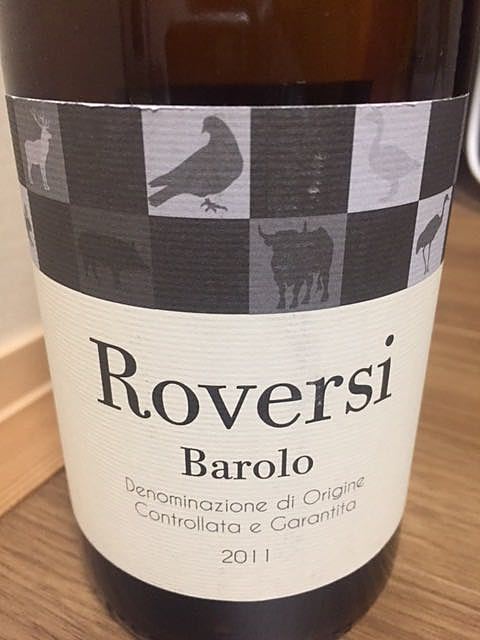 Roversi
Barolo
Denominazione di Origine
Controllata e Garantita
2011